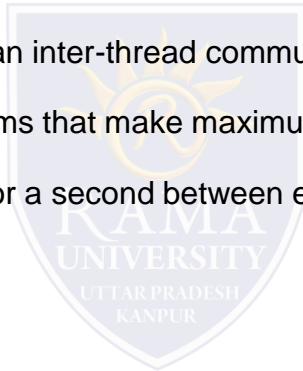 an inter-thread commu
ms that make maximu
or a second between e
RAMA
UNIVERSITY
UTTAR PRADESH
KANPUR